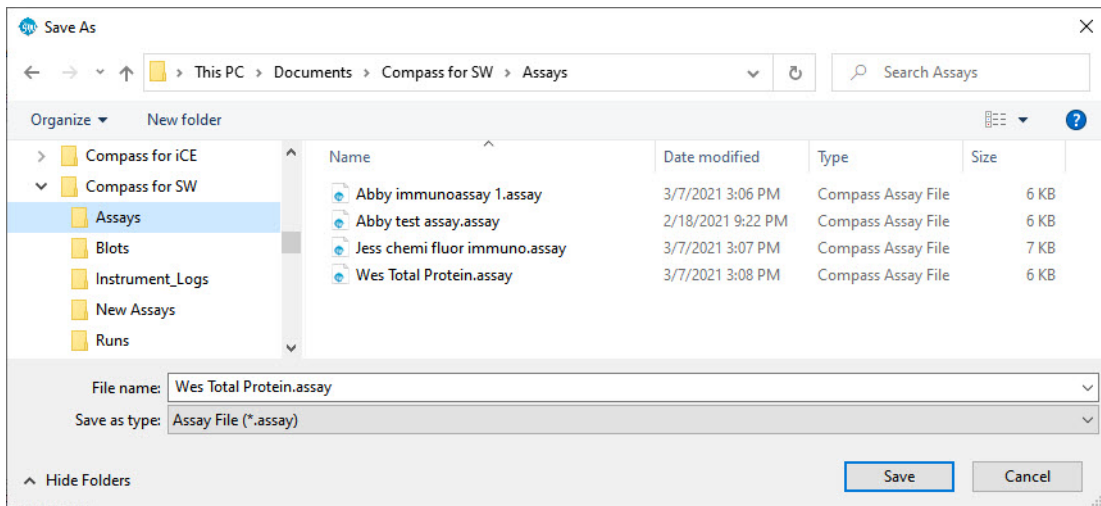 Save As
This PC > Documents > Compass for SW > Assays
Search Assays
Organize
New folder
Compass for iCE
Compass for SW
Assays
Blots
Instrument_Logs
New Assays
Runs
Name Date modified Type Size
Abby immunoassay 1.assay 3/7/2021 3:06 PM Compass Assay File 6 KB
Abby test assay.assay 2/18/2021 9:22 PM Compass Assay File 6 KB
Jess chemi fluor immuno.assay 3/7/2021 3:07 PM Compass Assay File 7 KB
Wes Total Protein.assay 3/7/2021 3:08 PM Compass Assay File 6 KB
File name: Wes Total Protein.assay
Save as type: Assay File (*.assay)
Hide Folders
Save
Cancel